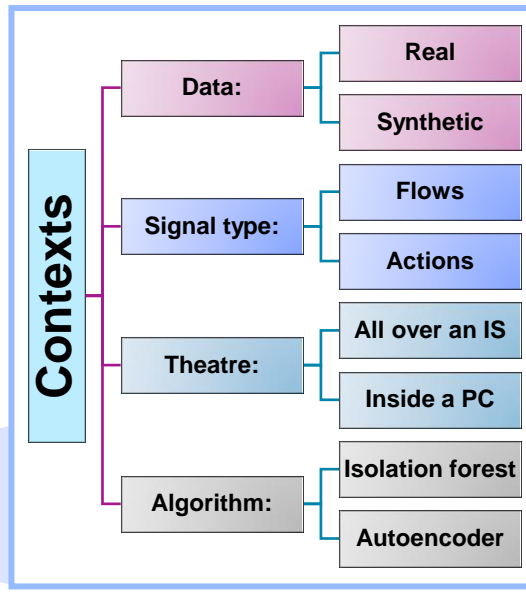 Contexts
Data:
Real
Synthetic
Signal type:
Flows
Actions
Theatre:
All over an IS
Inside a PC
Algorithm:
Isolation forest
Autoencoder